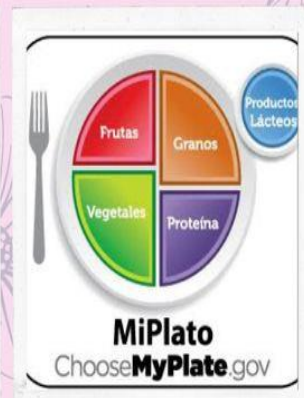 Frutas
Granos
Productos
Lácteos
Vegetales
Proteína
MiPlato
ChooseMyPlate.gov